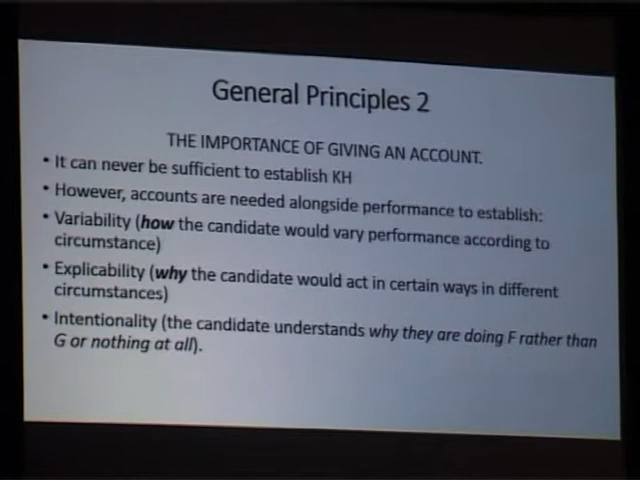 General Principles 2
THE IMPORTANCE OF GIVING AN ACCOUNT.
• It can never be sufficient to establish KH
• However, accounts are needed alongside performance to establish:
• Variability (how the candidate would vary performance according to
circumstance)
• Explicability (why the candidate would act in certain ways in different
circumstances)
• Intentionality (the candidate understands why they are doing F rather than
G or nothing at all).